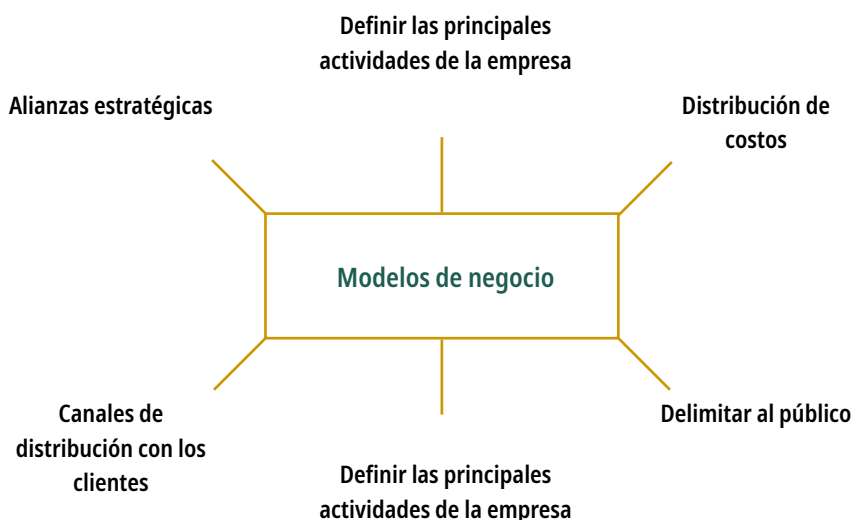 Definir las principales
actividades de la empresa
Alianzas estratégicas
Distribución de
costos
Modelos de negocio
Canales de
distribución con los
clientes
Delimitar al público
Definir las principales
actividades de la empresa